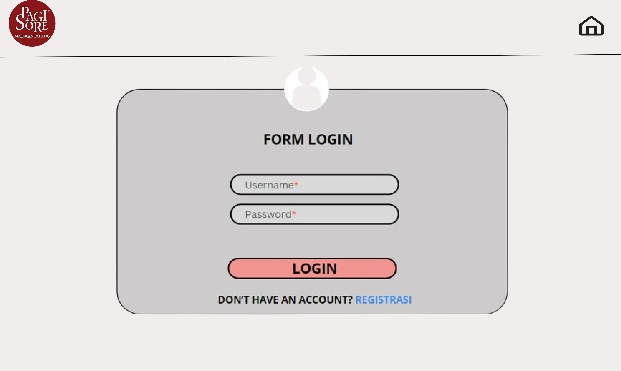 PAGI
SORE
FORM LOGIN
Username*
Password*
LOGIN
DON'T HAVE AN ACCOUNT? REGISTRASI